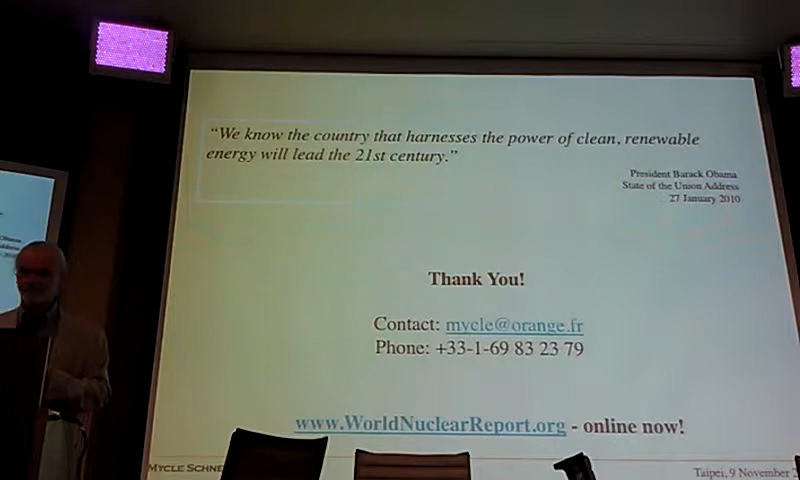 “We know the country that harnesses the power of clean, renewable
energy will lead the 21st century.”
President Barack Obama
State of the Union Address
27 January 2010
Thank You!
Contact: mycle@orange.fr
Phone: +33-1-69 83 23 79
www.WorldNuclearReport.org - online now!
MYCLE SCHNE
Taipei, 9 November